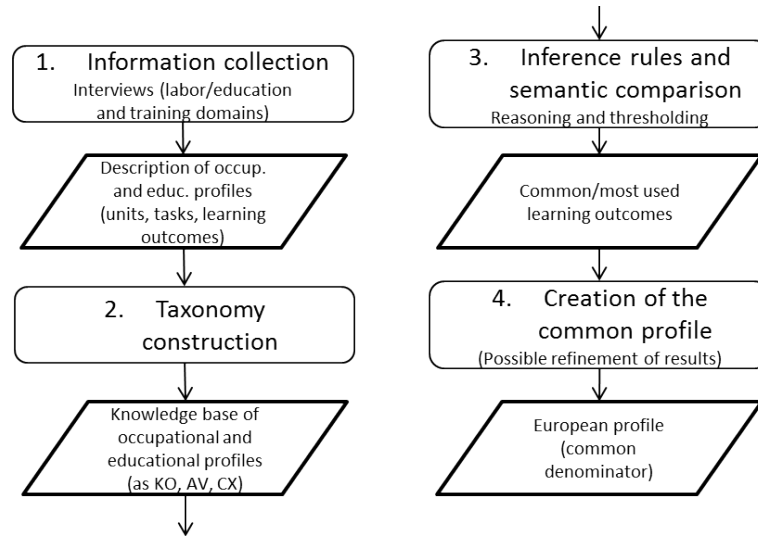 1. Information collection
Interviews (labor/education
and training domains)
Description of occup.
and educ. profiles
(units, tasks, learning
outcomes)
2. Taxonomy
construction
Knowledge base of
occupational and
educational profiles
(as KO, AV, CX)
3. Inference rules and
semantic comparison
Reasoning and thresholding
Common/most used
learning outcomes
4. Creation of the
common profile
(Possible refinement of results)
European profile
(common
denominator)